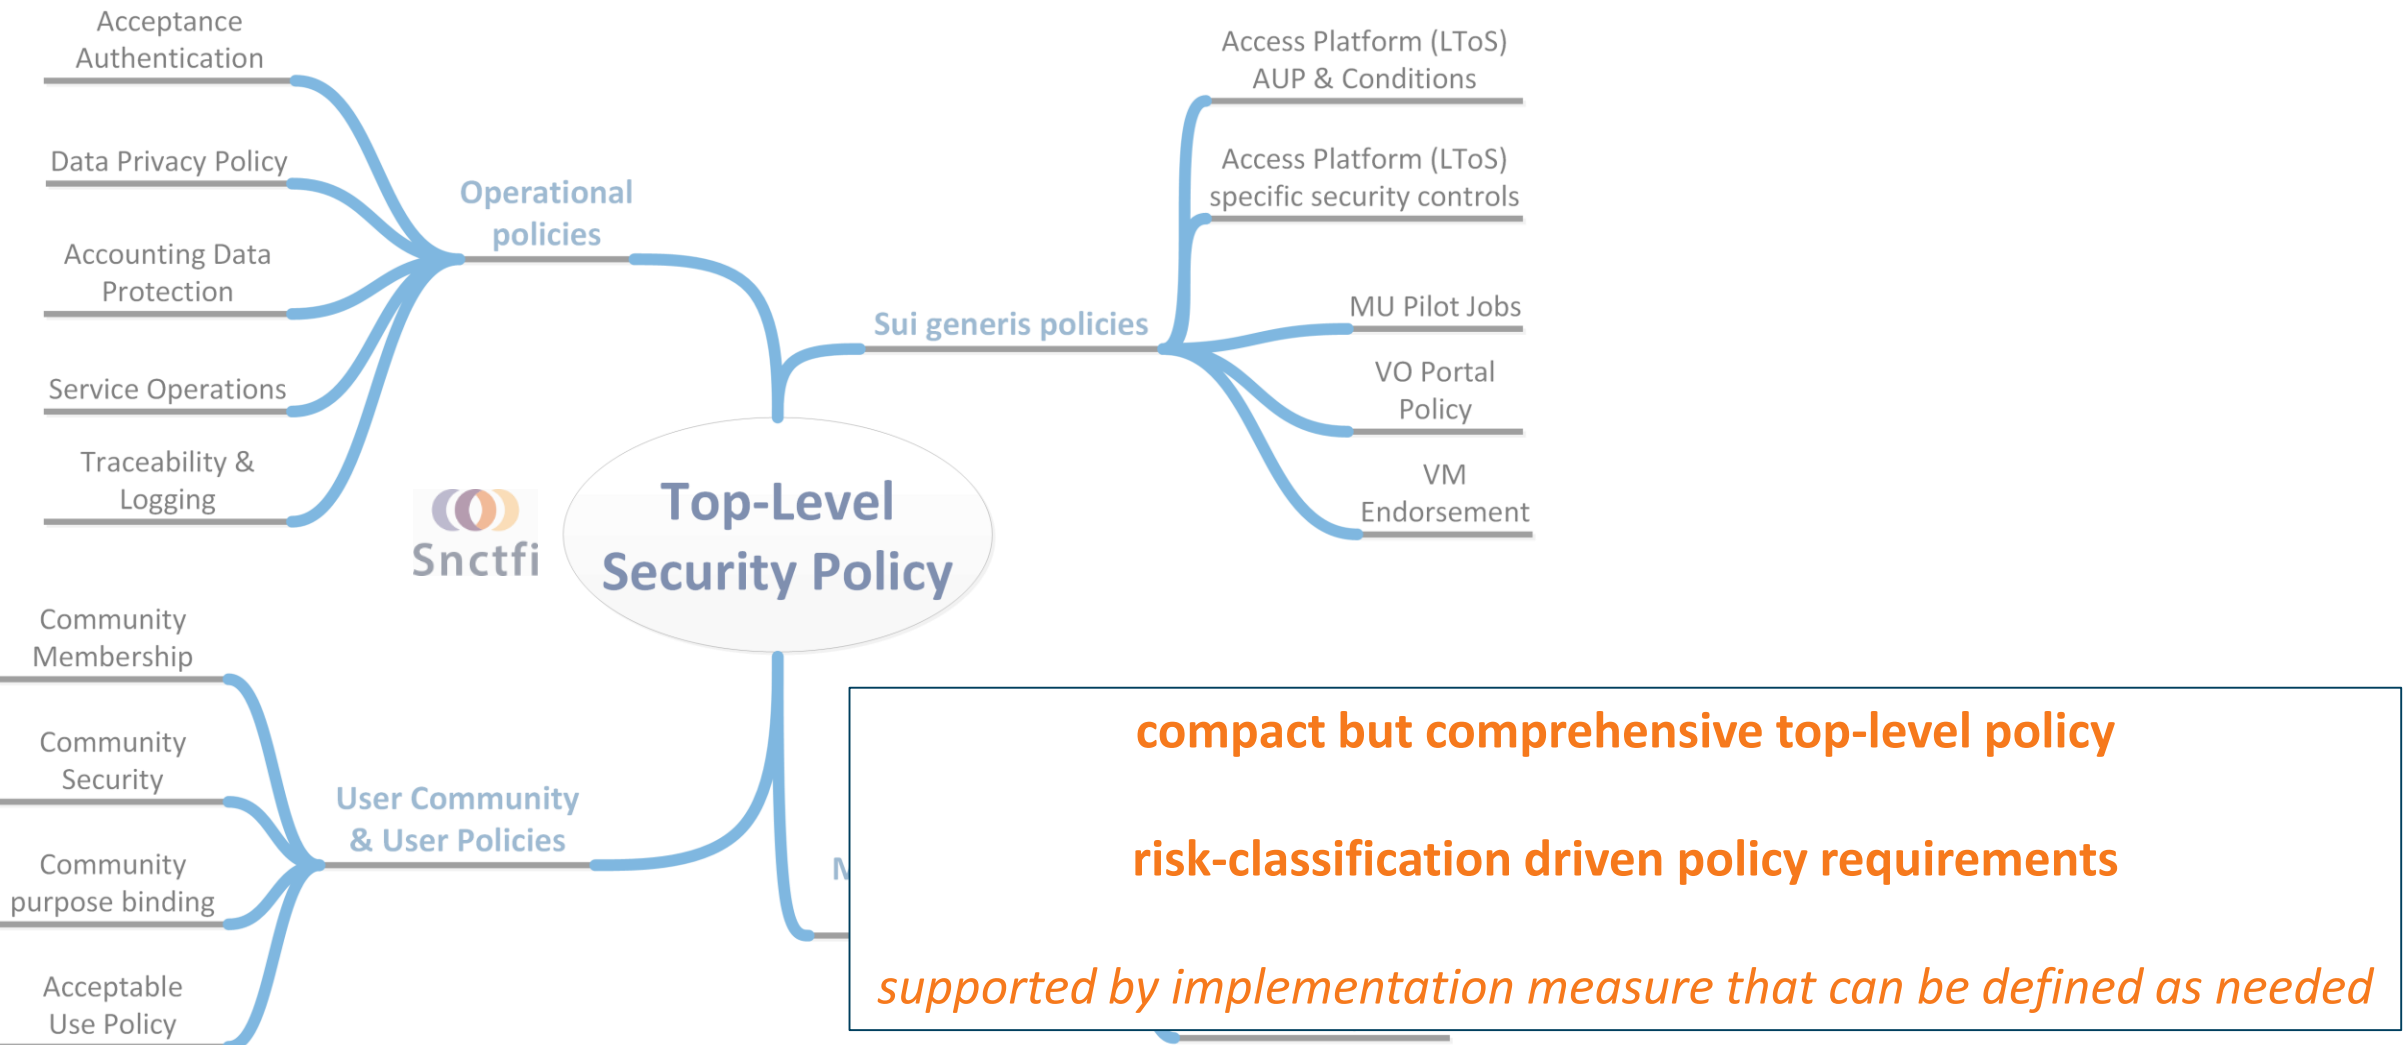 Acceptance
Authentication
Data Privacy Policy
Accounting Data
Protection
Service Operations
Traceability &
Logging
Operational
policies
Access Platform (LToS)
AUP & Conditions
Access Platform (LToS)
specific security controls
MU Pilot Jobs
VO Portal
Policy
VM
Endorsement
Sui generis policies
Snctfi
Top-Level
Security Policy
Community
Membership
Community
Security
Community
purpose binding
Acceptable
Use Policy
User Community
& User Policies
compact but comprehensive top-level policy
risk-classification driven policy requirements
supported by implementation measure that can be defined as needed